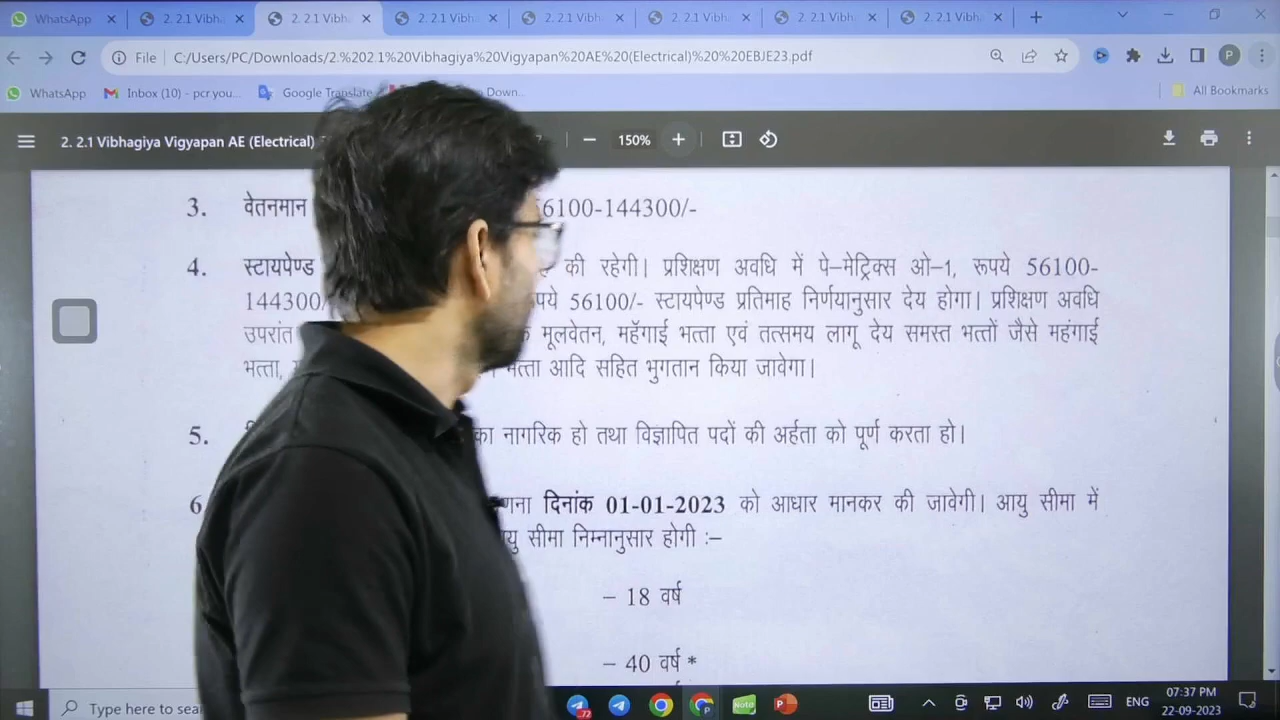 WhatsApp 2. 2.1 Vibh 2. 2.1 Vibh 2. 2.1 Vibh 2. 2.1 Vibh 2. 2.1 Vibh 2. 2.1 Vibh 2. 2.1 Vibh
File C:/Users/PC/Downloads/2.%202.1%20Vibhagiya%20Vigyapan%20AE%20(Electrical)%20%20EBJE23.pdf P
WhatsApp Inbox (10) - pcr.you... Google Translate Down... All Bookmarks
2. 2.1 Vibhagiya Vigyapan AE (Electrical) 150%
3. वेतनमान 56100-144300/-
4. स्टायपेण्ड की रहेगी। प्रशिक्षण अवधि में पे–मेट्रिक्स ओ–1, रूपये 56100-
144300/ पये 56100/- स्टायपेण्ड प्रतिमाह निर्णयानुसार देय होगा। प्रशिक्षण अवधि
उपरांत मूलवेतन, महॅगाई भत्ता एवं तत्समय लागू देय समस्त भत्तों जैसे महंगाई
भत्ता, भत्ता आदि सहित भुगतान किया जावेगा।
5. का नागरिक हो तथा विज्ञापित पदों की अर्हता को पूर्ण करता हो।
6 गना दिनांक 01-01-2023 को आधार मानकर की जावेगी। आयु सीमा में
यु सीमा निम्नानुसार होगी :–
– 18 वर्ष
– 40 वर्ष *
Type here to sea 72 P Note ENG 07:37 PM
22-09-2023